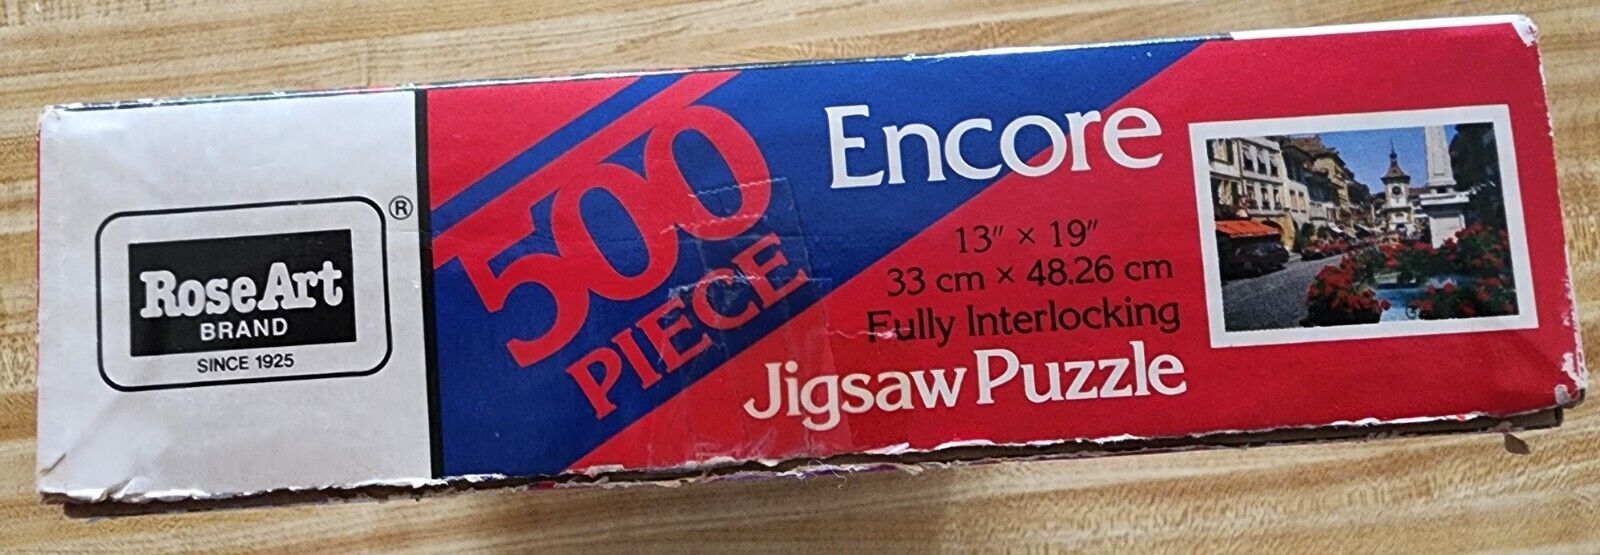 RoseArt
BRAND
SINCE 1925
®
500
PIECE
Encore
13" × 19"
33 cm × 48.26 cm
Fully Interlocking
Jigsaw Puzzle